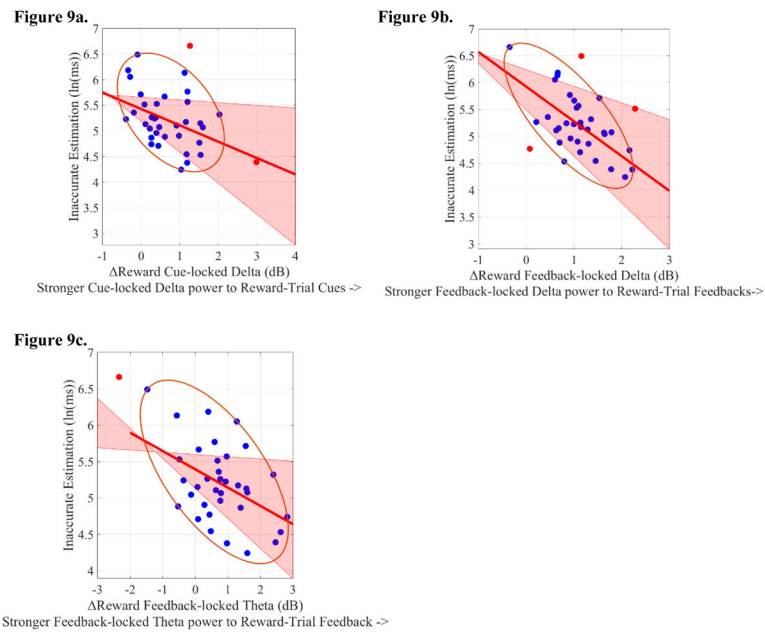 Figure 9a.
Inaccurate Estimation (ln(ms))
7
6.5
6
5.5
5
4.5
4
3.5
3
-1 0 1 2 3 4
ΔReward Cue-locked Delta (dB)
Stronger Cue-locked Delta power to Reward-Trial Cues ->
Figure 9b.
Inaccurate Estimation (ln(ms))
7
6.5
6
5.5
5
4.5
4
3.5
3
-1 0 1 2 3
ΔReward Feedback-locked Delta (dB)
Stronger Feedback-locked Delta power to Reward-Trial Feedbacks->
Figure 9c.
Inaccurate Estimation (ln(ms))
7
6.5
6
5.5
5
4.5
4
-3 -2 -1 0 1 2 3
ΔReward Feedback-locked Theta (dB)
Stronger Feedback-locked Theta power to Reward-Trial Feedback ->